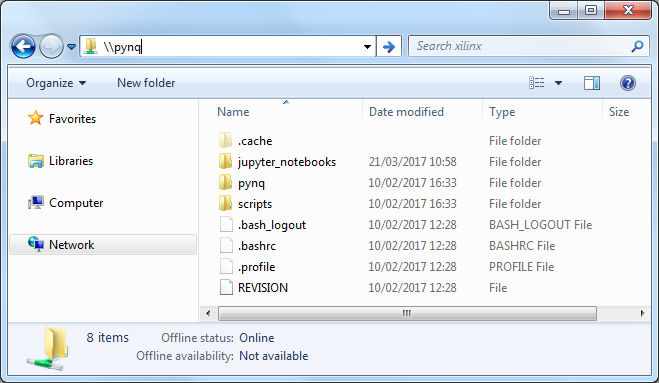 \\pynq
Search xilinx
Organize
New folder
Favorites
Libraries
Computer
Network
Name Date modified Type Size
.cache File folder
jupyter_notebooks 21/03/2017 10:58 File folder
pynq 10/02/2017 16:33 File folder
scripts 10/02/2017 16:33 File folder
.bash_logout 10/02/2017 12:28 BASH_LOGOUT File
.bashrc 10/02/2017 12:28 BASHRC File
.profile 10/02/2017 12:28 PROFILE File
REVISION 10/02/2017 12:28 File
8 items Offline status: Online
Offline availability: Not available